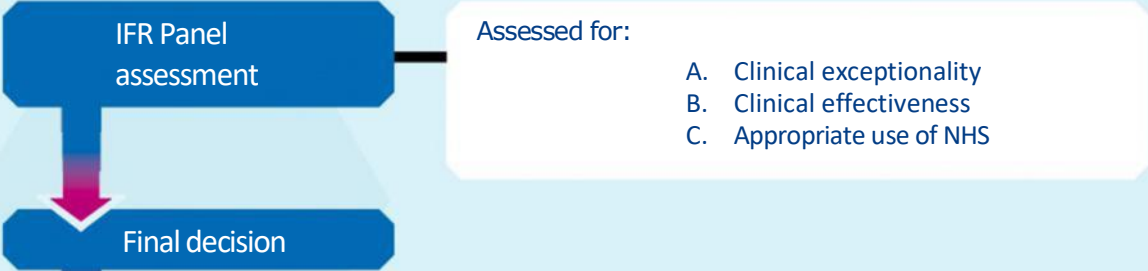 IFR Panel
assessment
Assessed for:
A. Clinical exceptionality
B. Clinical effectiveness
C. Appropriate use of NHS
Final decision